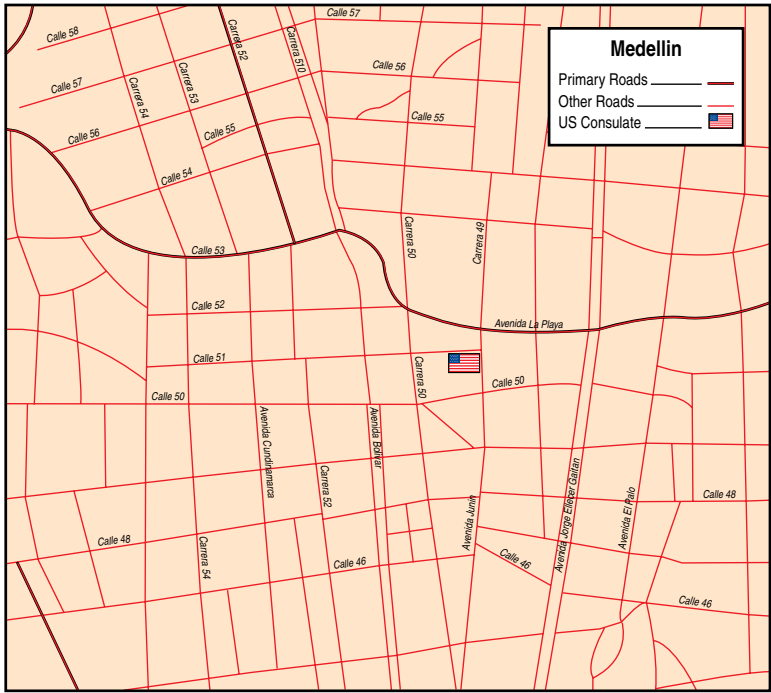 Calle 57
Calle 58
Carrera 52
Carrera 510
Medellin
Calle 56
Calle 57
Carrera 54
Carrera 53
Primary Roads
Other Roads
US Consulate
Calle 55
Calle 56
Calle 55
Calle 54
Carrera 50
Carrera 49
Calle 53
Calle 52
Avenida La Playa
Calle 51
Carrera 50
Calle 50
Calle 50
Avenida Cundinamarca
Avenida Bolivar
Carrera 52
Avenida Jorge Eliecer Gaitan
Avenida El Palo
Calle 48
Avenida Junin
Calle 48
Carrera 54
Calle 46
Calle 46
Calle 46